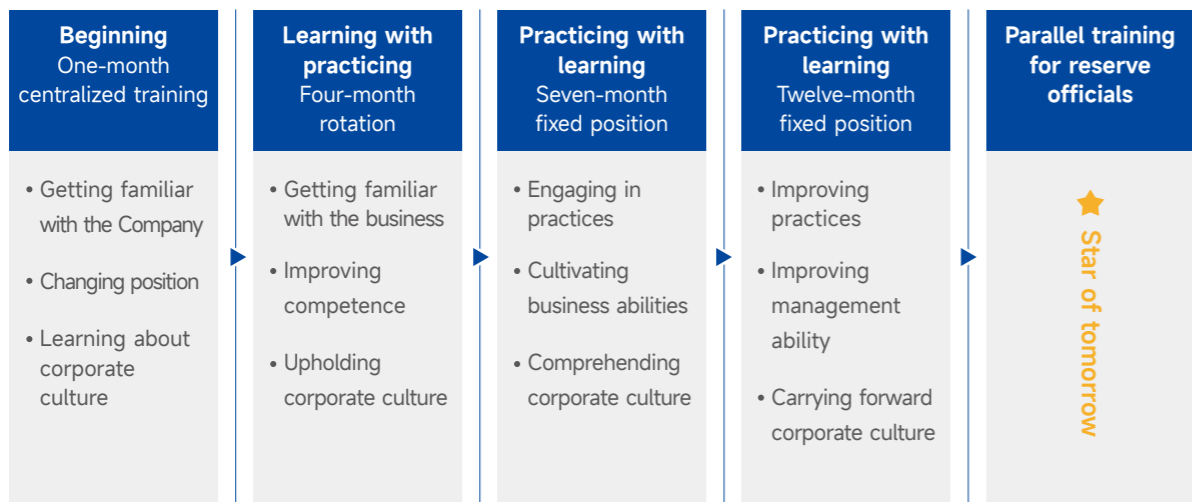 Beginning
One-month
centralized training
• Getting familiar
with the Company
• Changing position
• Learning about
corporate
culture
Learning with
practicing
Four-month
rotation
• Getting familiar
with the business
• Improving
competence
• Upholding
corporate culture
Practicing with
learning
Seven-month
fixed position
• Engaging in
practices
• Cultivating
business abilities
• Comprehending
corporate culture
Practicing with
learning
Twelve-month
fixed position
• Improving
practices
• Improving
management
ability
• Carrying forward
corporate culture
Parallel training
for reserve
officials
Star of tomorrow